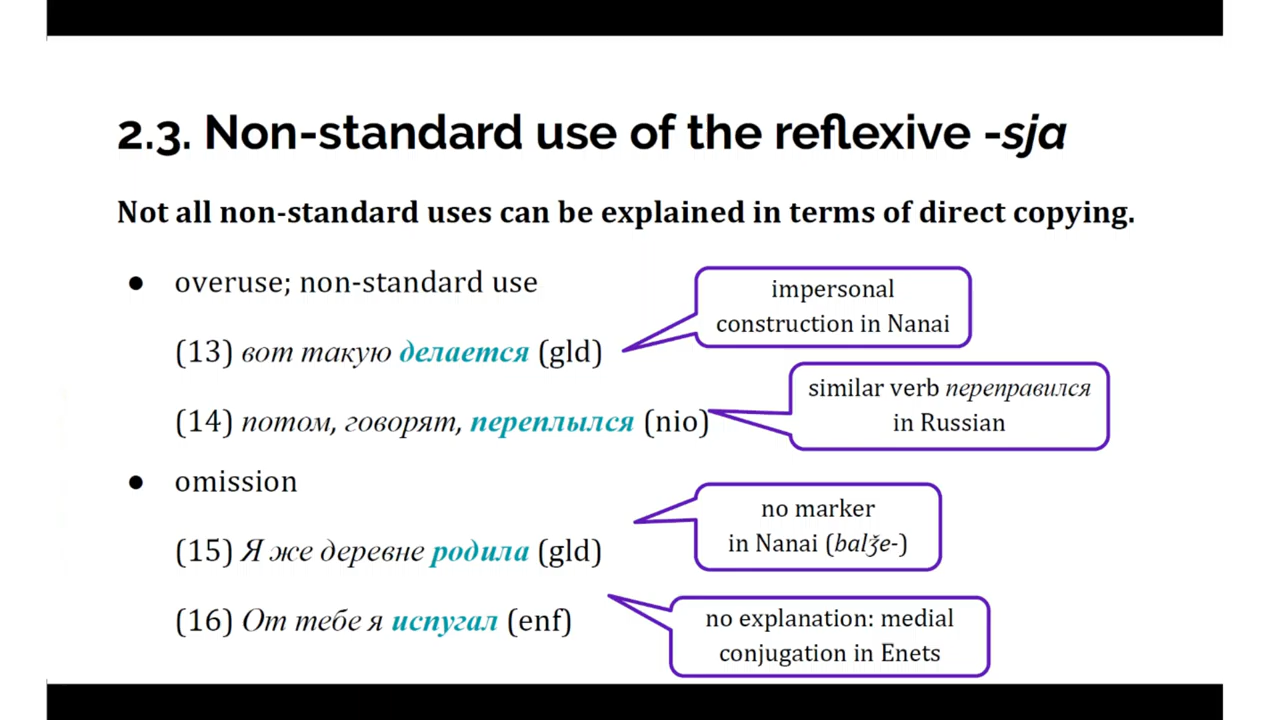 2.3. Non-standard use of the reflexive -sja
Not all non-standard uses can be explained in terms of direct copying.
● overuse; non-standard use
impersonal
construction in Nanai
(13) вот такую делается (gld)
similar verb переправился
in Russian
(14) потом, говорят, переплылся (nio)
● omission
no marker
in Nanai (balǯe-)
(15) Я же деревне родила (gld)
(16) От тебе я испугал (enf)
no explanation: medial
conjugation in Enets